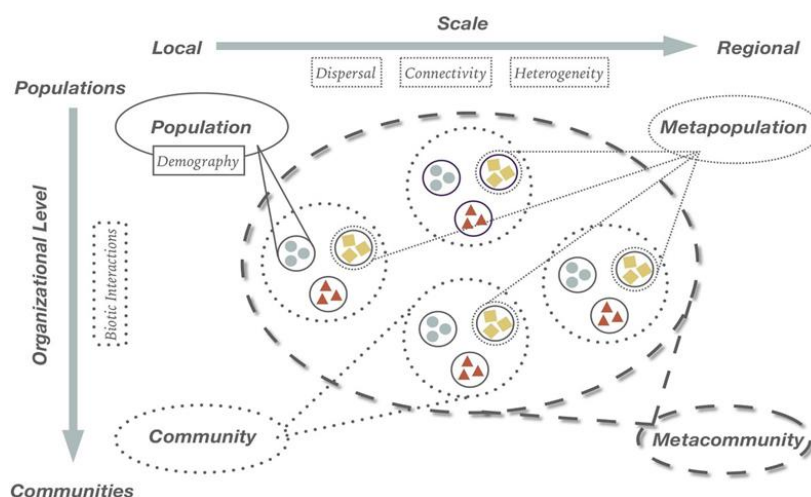 Scale
Local
Regional
Dispersal
Connectivity
Heterogeneity
Populations
Population
Metapopulation
Demography
Organizational Level
Biotic Interactions
Community
Metacommunity
Communities